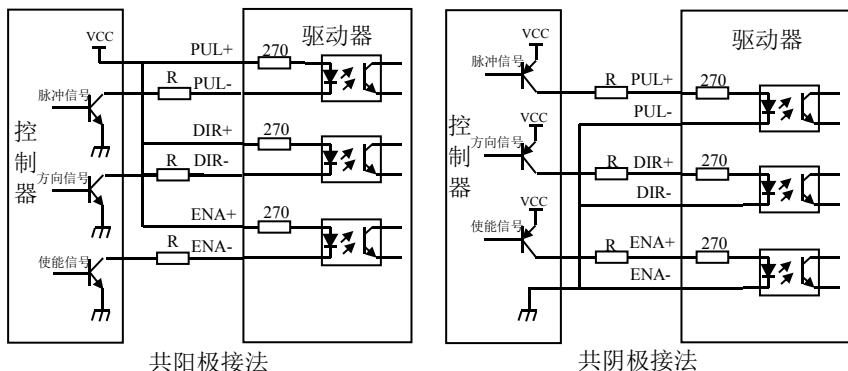 VCC
PUL+
270
驱动器
脉冲信号
R
PUL-
DIR+
270
控制器
方向信号
R
DIR-
ENA+
270
使能信号
R
ENA-
共阳极接法
VCC
驱动器
脉冲信号
R
PUL+
270
PUL-
VCC
控制器
方向信号
R
DIR+
270
DIR-
VCC
使能信号
R
ENA+
270
ENA-
共阴极接法